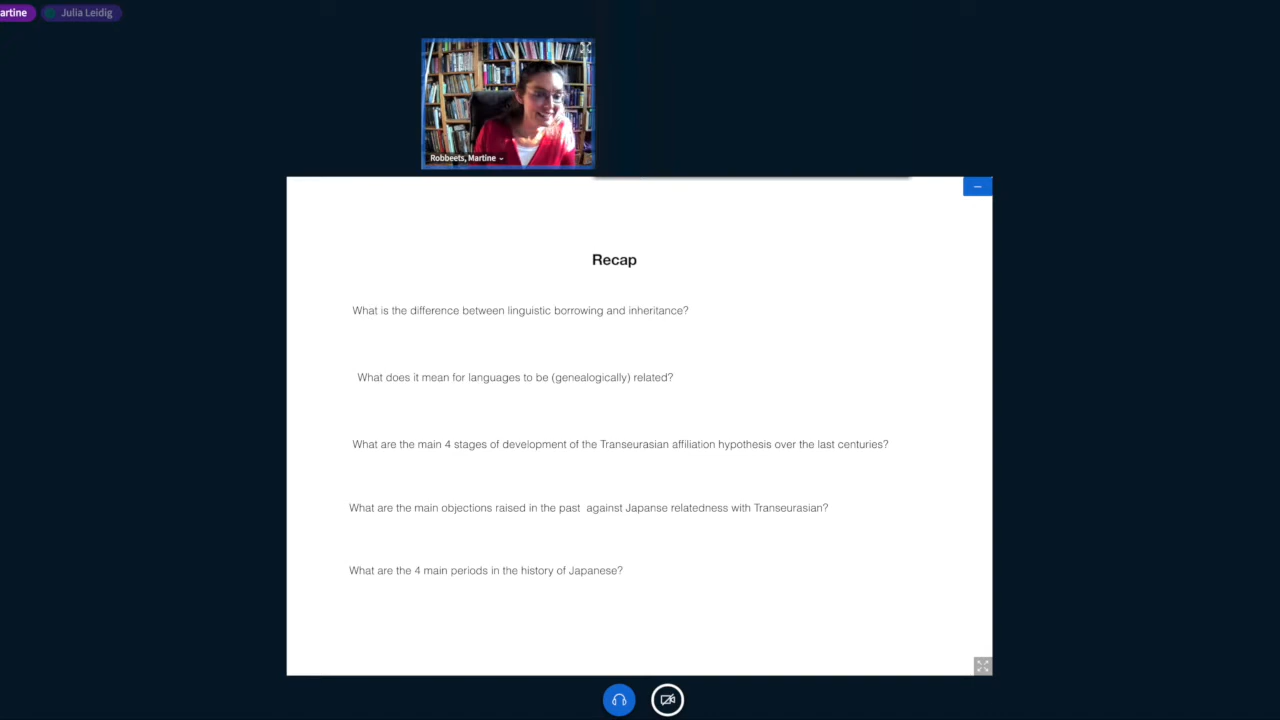 artine
Julia Leidig
Robbeets, Martine
Recap
What is the difference between linguistic borrowing and inheritance?
What does it mean for languages to be (genealogically) related?
What are the main 4 stages of development of the Transeurasian affiliation hypothesis over the last centuries?
What are the main objections raised in the past  against Japanse relatedness with Transeurasian?
What are the 4 main periods in the history of Japanese?